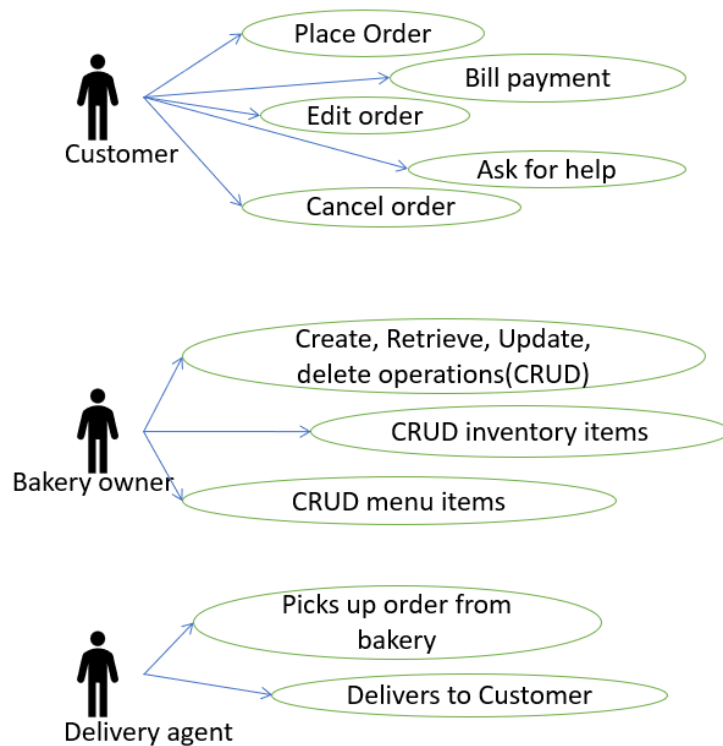 Place Order
Bill payment
Edit order
Customer
Ask for help
Cancel order
Create, Retrieve, Update,
delete operations(CRUD)
CRUD inventory items
Bakery owner
CRUD menu items
Picks up order from
bakery
Delivers to Customer
Delivery agent